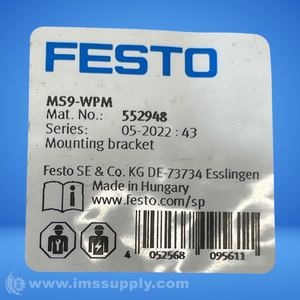 FESTO
MS9-WPM
Mat. No.: 552948
Series: 05-2022 : 43
Mounting bracket
Festo SE & Co. KG DE-73734 Esslingen
Made in Hungary
www.festo.com/sp
4 052568 095611
© www.imssupply.com